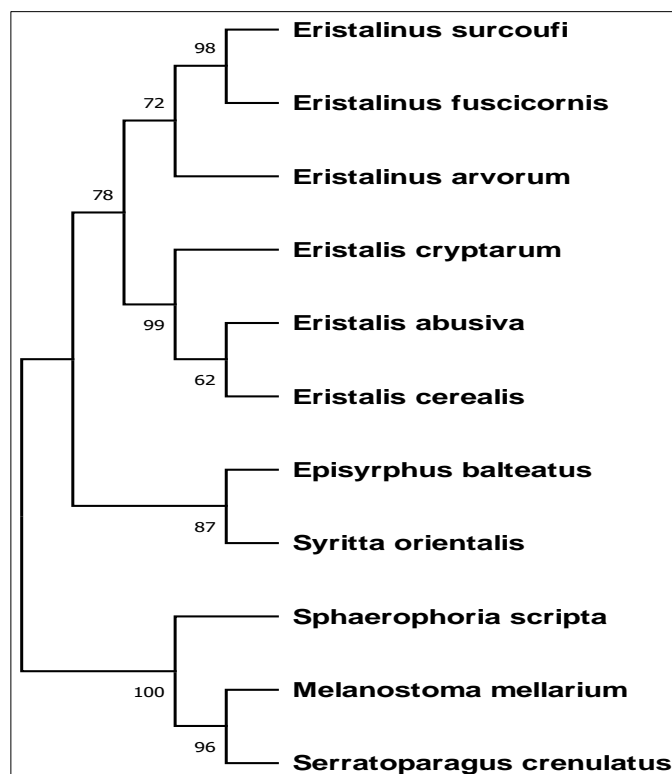 Eristalinus surcoufi
98
Eristalinus fuscicornis
72
Eristalinus arvorum
78
Eristalis cryptarum
99
Eristalis abusiva
62
Eristalis cerealis
Episyrphus balteatus
87
Syritta orientalis
Sphaerophoria scripta
100
Melanostoma mellarium
96
Serratoparagus crenulatus